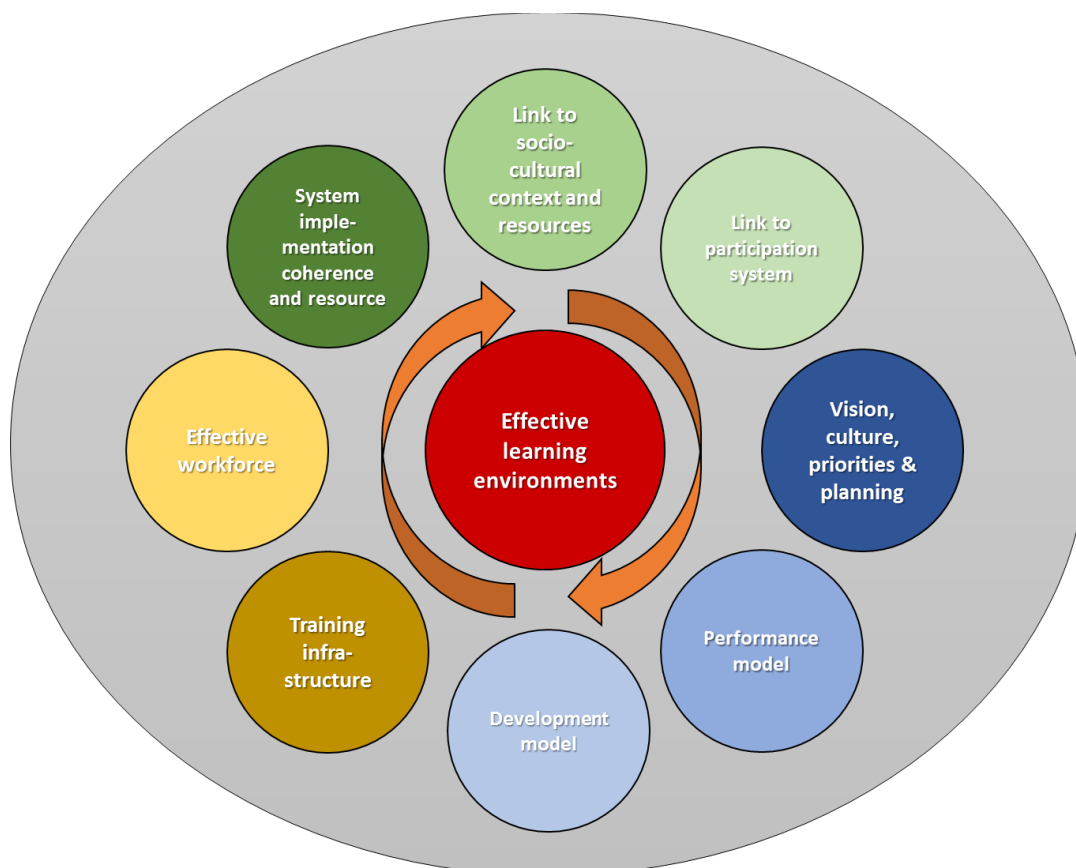 Link to
socio-
cultural
context and
resources
System
imple-
mentation
coherence
and resource
Link to
participation
system
Effective
workforce
Effective
learning
environments
Vision,
culture,
priorities &
planning
Training
infra-
structure
Performance
model
Development
model